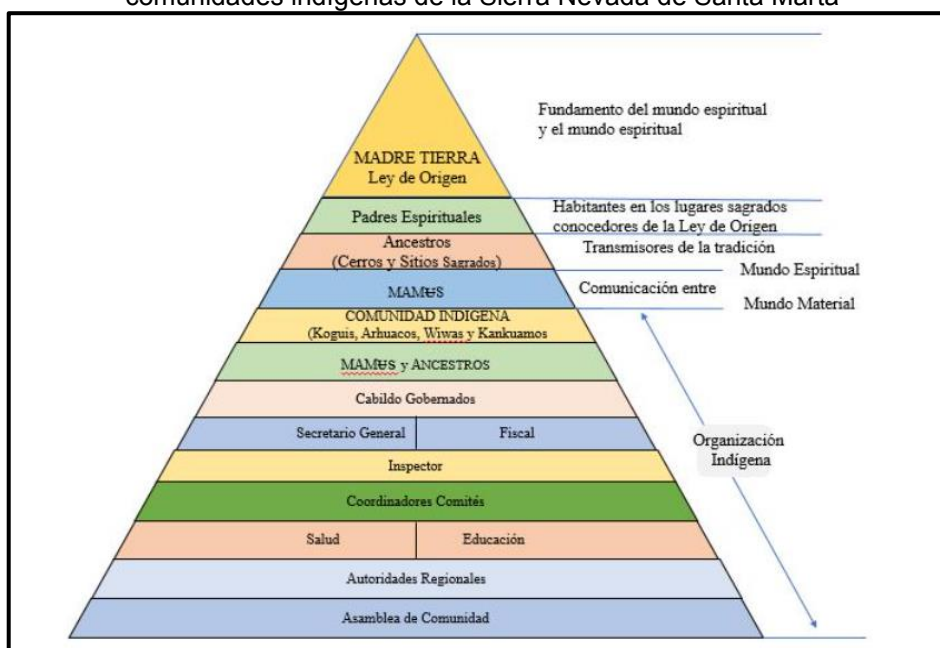 comunidades indígenas de la Sierra Nevada de Santa Marta
Fundamento del mundo espiritual
y el mundo espiritual
MADRE TIERRA
Ley de Origen
Padres Espirituales
Habitantes en los lugares sagrados
conocedores de la Ley de Origen
Ancestros
(Cerros y Sitios Sagrados)
Transmisores de la tradición
Mundo Espiritual
MAMɄS
Comunicación entre
Mundo Material
COMUNIDAD INDIGENA
(Koguis, Arhuacos, Wiwas y Kankuamos
MAMɄS y ANCESTROS
Cabildo Gobernados
Secretario General
Fiscal
Organización
Indígena
Inspector
Coordinadores Comités
Salud
Educación
Autoridades Regionales
Asamblea de Comunidad